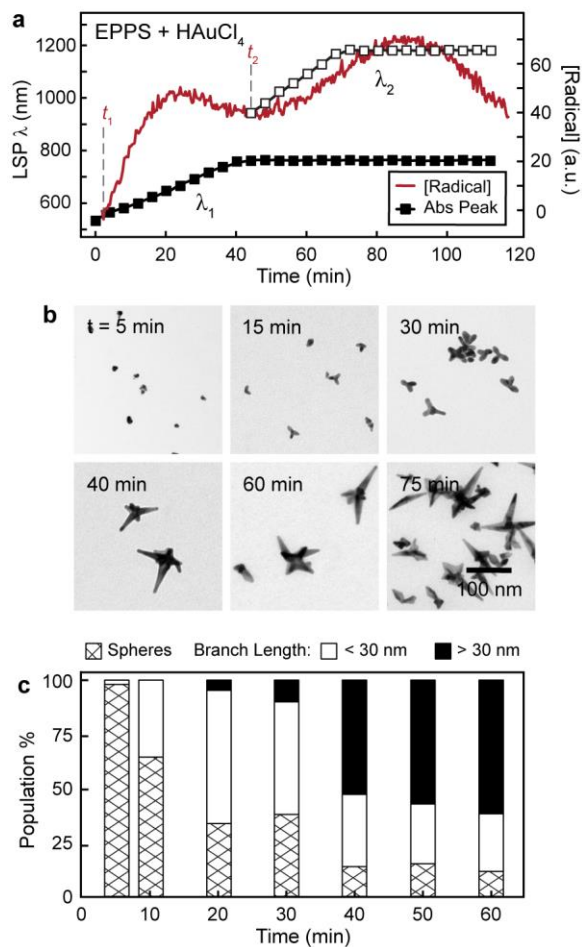 a
EPPS + HAuCl4
t1
t2
λ1
λ2
1200
1000
800
600
LSP λ (nm)
60
40
20
0
[Radical] (a.u.)
[Radical]
Abs Peak
0 20 40 60 80 100 120
Time (min)
b
t = 5 min
15 min
30 min
40 min
60 min
75 min
100 nm
Spheres Branch Length: < 30 nm > 30 nm
c
100
75
50
25
0
Population %
0 10 20 30 40 50 60
Time (min)